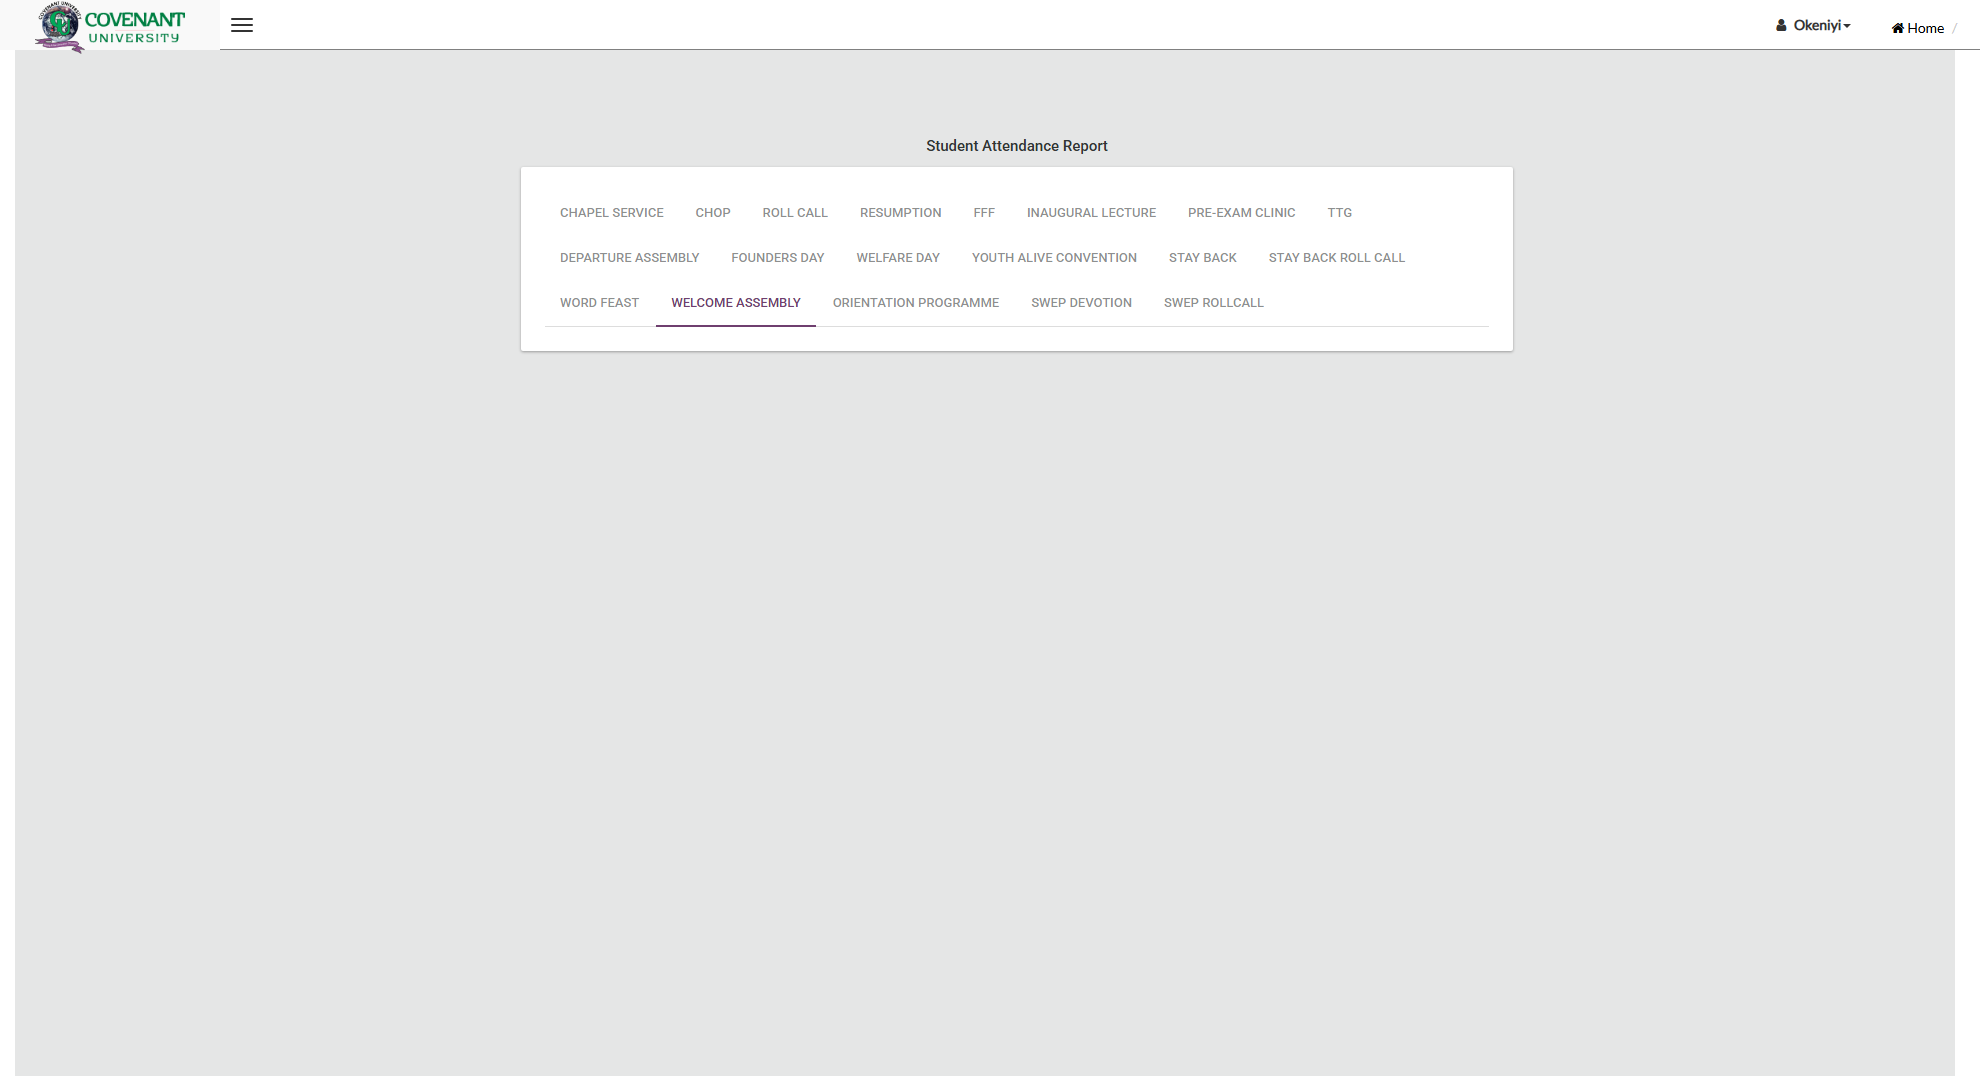 COVENANT UNIVERSITY
COVENANT
UNIVERSITY
Okeniyi
Home /
Student Attendance Report
CHAPEL SERVICE CHOP ROLL CALL RESUMPTION FFF INAUGURAL LECTURE PRE-EXAM CLINIC TTG
DEPARTURE ASSEMBLY FOUNDERS DAY WELFARE DAY YOUTH ALIVE CONVENTION STAY BACK STAY BACK ROLL CALL
WORD FEAST WELCOME ASSEMBLY ORIENTATION PROGRAMME SWEP DEVOTION SWEP ROLLCALL